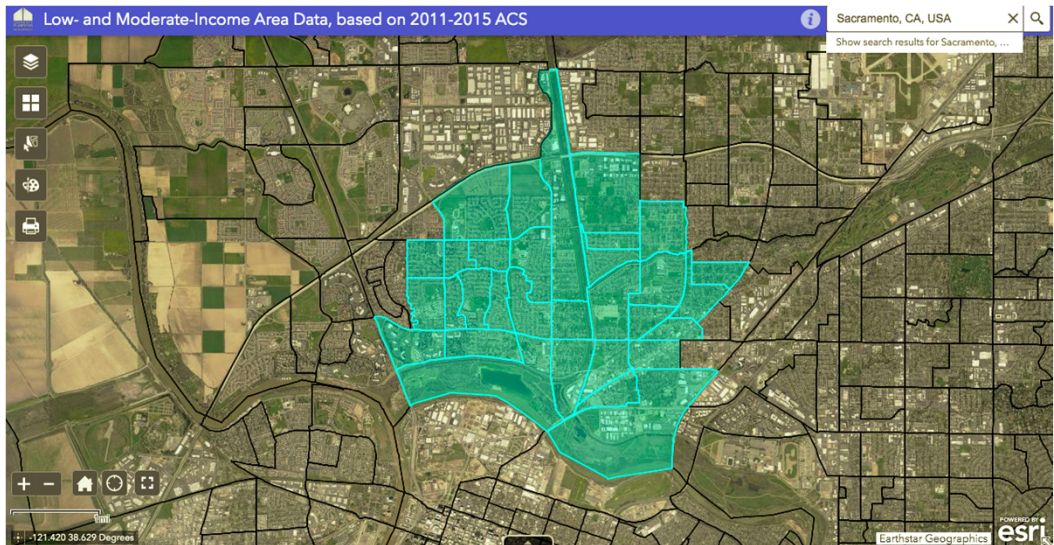 Low- and Moderate-Income Area Data, based on 2011-2015 ACS
i
Sacramento, CA, USA
Show search results for Sacramento, ...
-121.420 38.629 Degrees
Earthstar Geographics
POWERED BY
esri